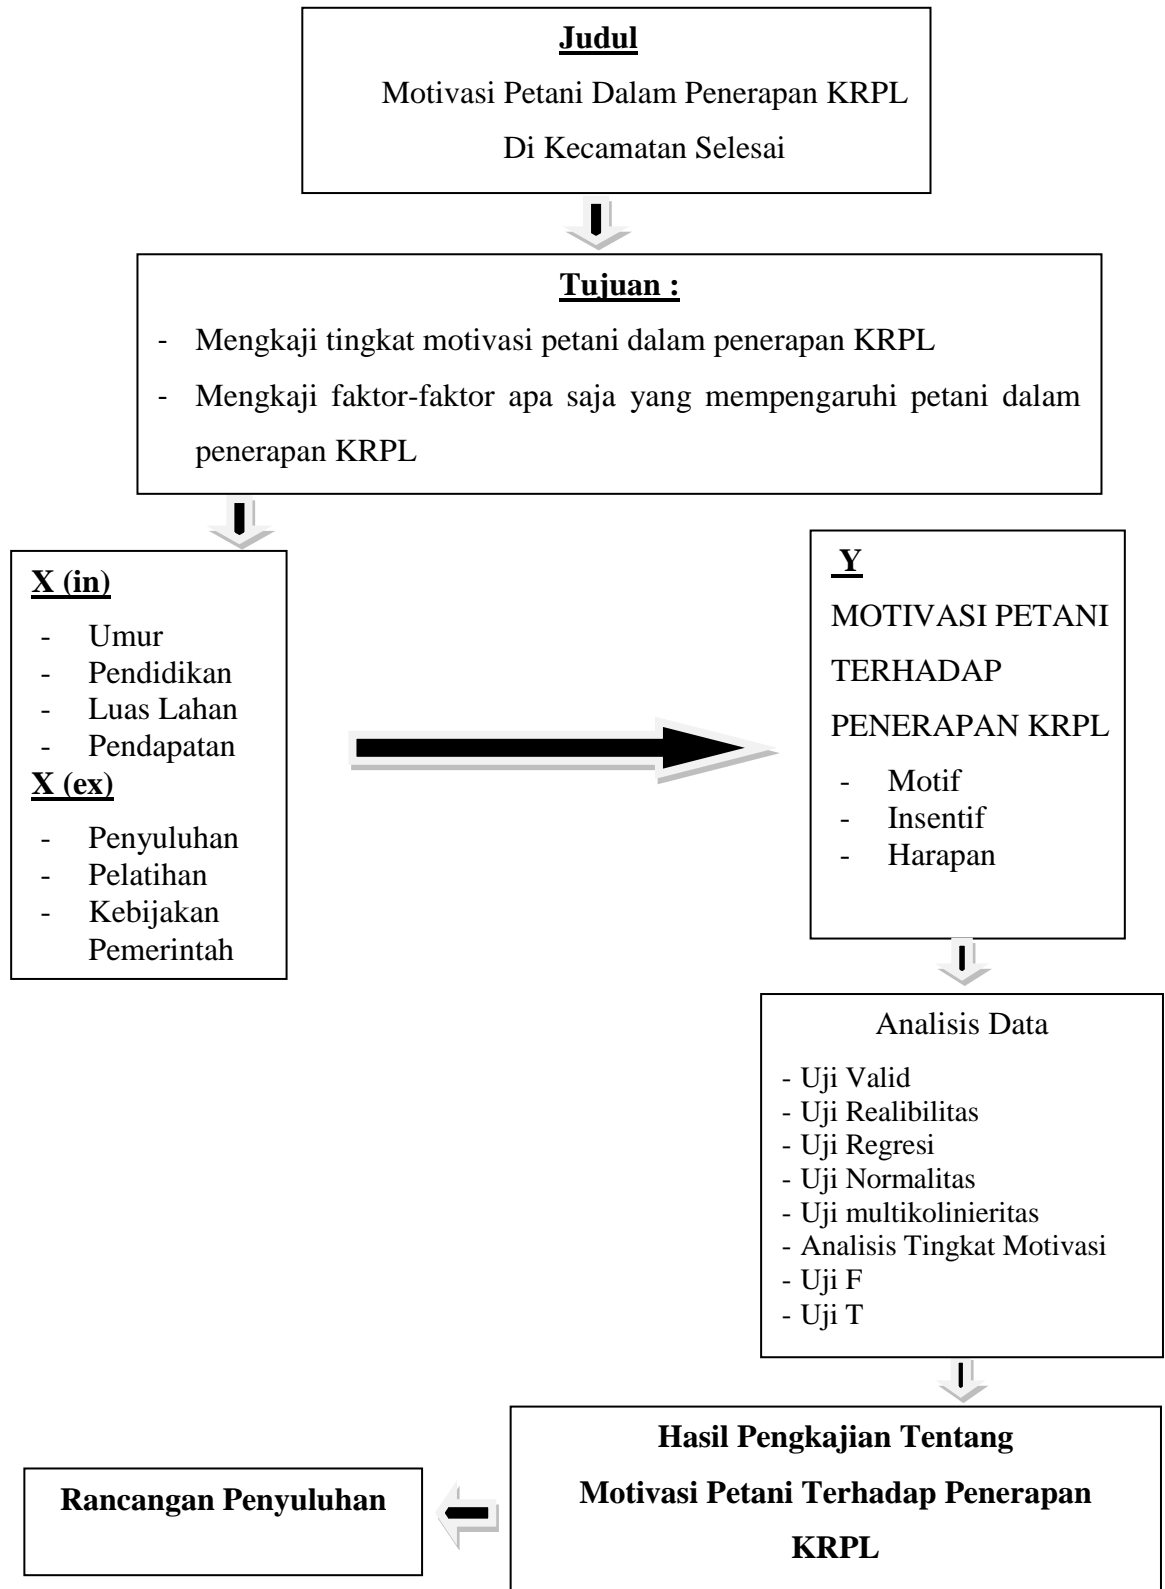 Judul
Motivasi Petani Dalam Penerapan KRPL
Di Kecamatan Selesai
Tujuan :
- Mengkaji tingkat motivasi petani dalam penerapan KRPL
- Mengkaji faktor-faktor apa saja yang mempengaruhi petani dalam
penerapan KRPL
X (in)
- Umur
- Pendidikan
- Luas Lahan
- Pendapatan
X (ex)
- Penyuluhan
- Pelatihan
- Kebijakan
Pemerintah
Y
MOTIVASI PETANI
TERHADAP
PENERAPAN KRPL
- Motif
- Insentif
- Harapan
Analisis Data
- Uji Valid
- Uji Realibilitas
- Uji Regresi
- Uji Normalitas
- Uji multikolinieritas
- Analisis Tingkat Motivasi
- Uji F
- Uji T
Hasil Pengkajian Tentang
Motivasi Petani Terhadap Penerapan
KRPL
Rancangan Penyuluhan